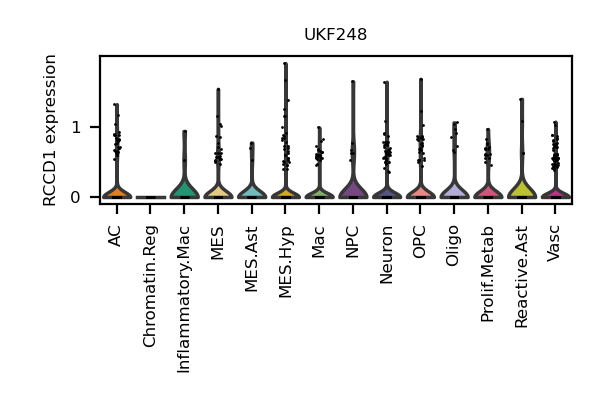 UKF248
RCCD1 expression
1
0
AC
Chromatin.Reg
Inflammatory.Mac
MES
MES.Ast
MES.Hyp
Mac
NPC
Neuron
OPC
Oligo
Prolif.Metab
Reactive.Ast
Vasc